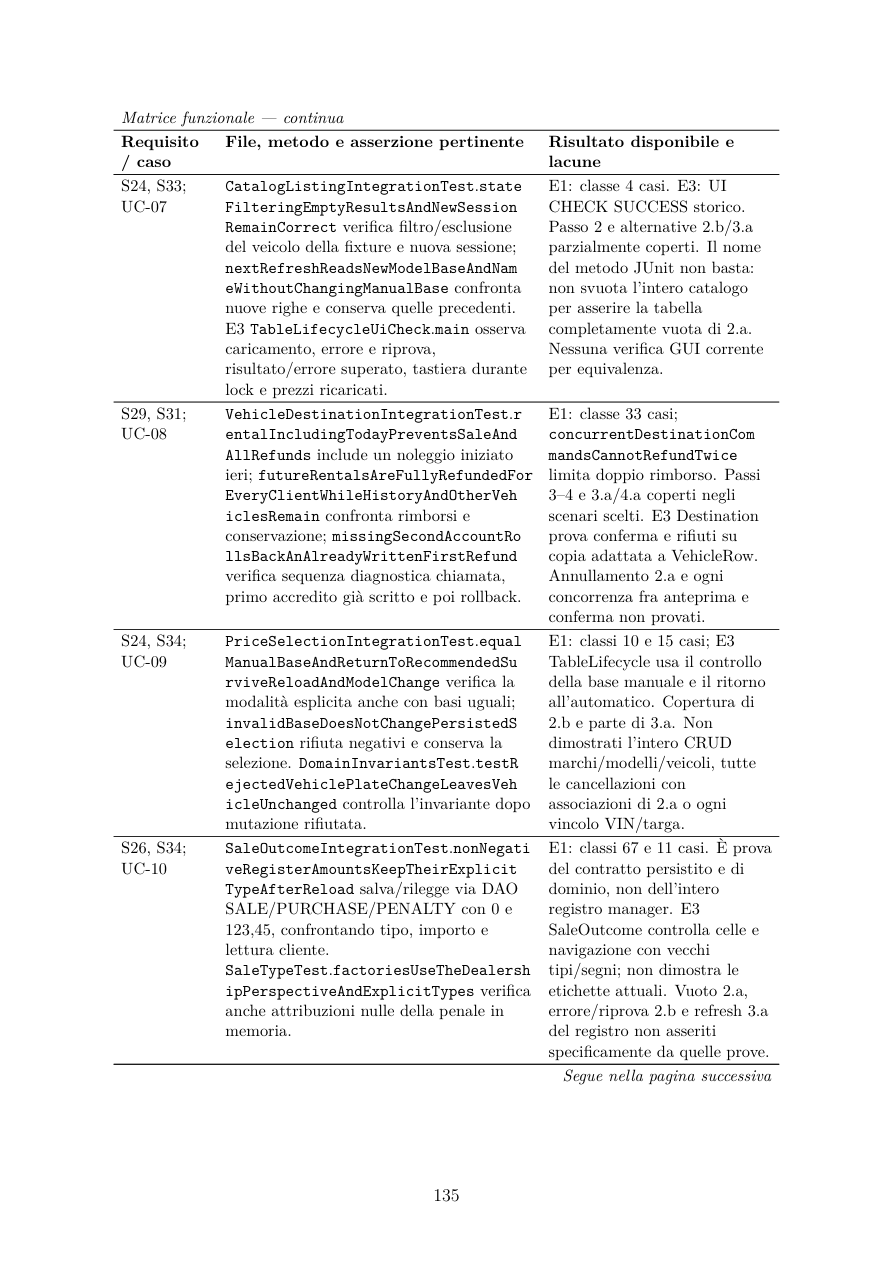 Matrice funzionale — continua
Requisito / caso
File, metodo e asserzione pertinente
Risultato disponibile e lacune
S24, S33;
UC-07
CatalogListingIntegrationTest.state
FilteringEmptyResultsAndNewSession
RemainCorrect verifica filtro/esclusione
del veicolo della fixture e nuova sessione;
nextRefreshReadsNewModelBaseAndNam
eWithoutChangingManualBase confronta
nuove righe e conserva quelle precedenti.
E3 TableLifecycleUiCheck.main osserva
caricamento, errore e riprova,
risultato/errore superato, tastiera durante
lock e prezzi ricaricati.
E1: classe 4 casi. E3: UI
CHECK SUCCESS storico.
Passo 2 e alternative 2.b/3.a
parzialmente coperti. Il nome
del metodo JUnit non basta:
non svuota l'intero catalogo
per asserire la tabella
completamente vuota di 2.a.
Nessuna verifica GUI corrente
per equivalenza.
S29, S31;
UC-08
VehicleDestinationIntegrationTest.r
entalIncludingTodayPreventsSaleAnd
AllRefunds include un noleggio iniziato
ieri; futureRentalsAreFullyRefundedFor
EveryClientWhileHistoryAndOtherVeh
iclesRemain confronta rimborsi e
conservazione; missingSecondAccountRo
llsBackAnAlreadyWrittenFirstRefund
verifica sequenza diagnostica chiamata,
primo accredito già scritto e poi rollback.
E1: classe 33 casi;
concurrentDestinationCom
mandsCannotRefundTwice
limita doppio rimborso. Passi
3–4 e 3.a/4.a coperti negli
scenari scelti. E3 Destination
prova conferma e rifiuti su
copia adattata a VehicleRow.
Annullamento 2.a e ogni
concorrenza fra anteprima e
conferma non provati.
S24, S34;
UC-09
PriceSelectionIntegrationTest.equal
ManualBaseAndReturnToRecommendedSu
rviveReloadAndModelChange verifica la
modalità esplicita anche con basi uguali;
invalidBaseDoesNotChangePersistedS
election rifiuta negativi e conserva la
selezione. DomainInvariantsTest.testR
ejectedVehiclePlateChangeLeavesVeh
icleUnchanged controlla l'invariante dopo
mutazione rifiutata.
E1: classi 10 e 15 casi; E3
TableLifecycle usa il controllo
della base manuale e il ritorno
all'automatico. Copertura di
2.b e parte di 3.a. Non
dimostrati l'intero CRUD
marchi/modelli/veicoli, tutte
le cancellazioni con
associazioni di 2.a o ogni
vincolo VIN/targa.
S26, S34;
UC-10
SaleOutcomeIntegrationTest.nonNegati
veRegisterAmountsKeepTheirExplicit
TypeAfterReload salva/rilegge via DAO
SALE/PURCHASE/PENALTY con 0 e
123,45, confrontando tipo, importo e
lettura cliente.
SaleTypeTest.factoriesUseTheDealersh
ipPerspectiveAndExplicitTypes verifica
anche attribuzioni nulle della penale in
memoria.
E1: classi 67 e 11 casi. È prova
del contratto persistito e di
dominio, non dell'intero
registro manager. E3
SaleOutcome controlla celle e
navigazione con vecchi
tipi/segni; non dimostra le
etichette attuali. Vuoto 2.a,
errore/riprova 2.b e refresh 3.a
del registro non asseriti
specificamente da quelle prove.
Segue nella pagina successiva
135